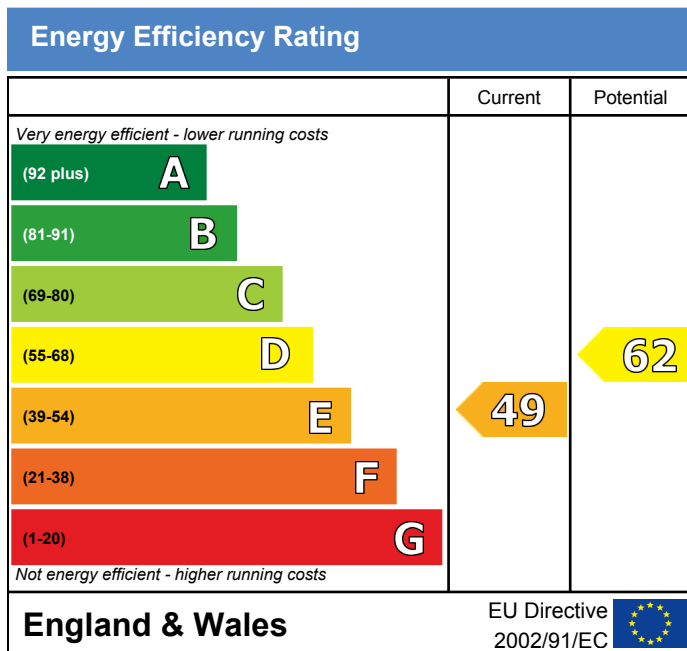 Energy Efficiency Rating
Current Potential
Very energy efficient - lower running costs
(92 plus) A
(81-91) B
(69-80) C
(55-68) D 62
(39-54) E 49
(21-38) F
(1-20) G
Not energy efficient - higher running costs
England & Wales
EU Directive
2002/91/EC